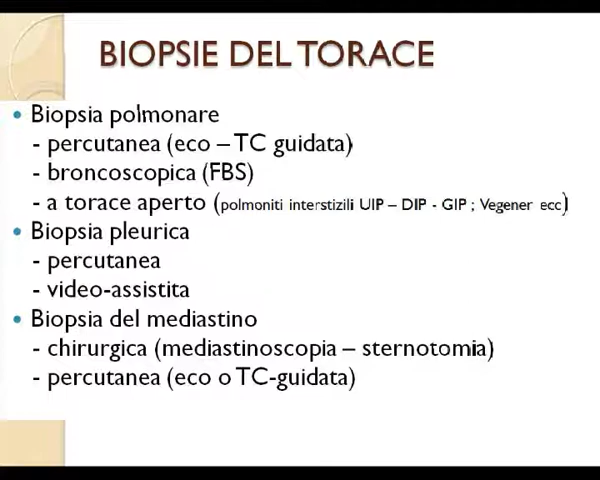 BIOPSIE DEL TORACE
• Biopsia polmonare
- percutanea (eco – TC guidata)
- broncoscopica (FBS)
- a torace aperto (polmoniti interstizili UIP – DIP - GIP ; Vegener ecc)
• Biopsia pleurica
- percutanea
- video-assistita
• Biopsia del mediastino
- chirurgica (mediastinoscopia – sternotomia)
- percutanea (eco o TC-guidata)